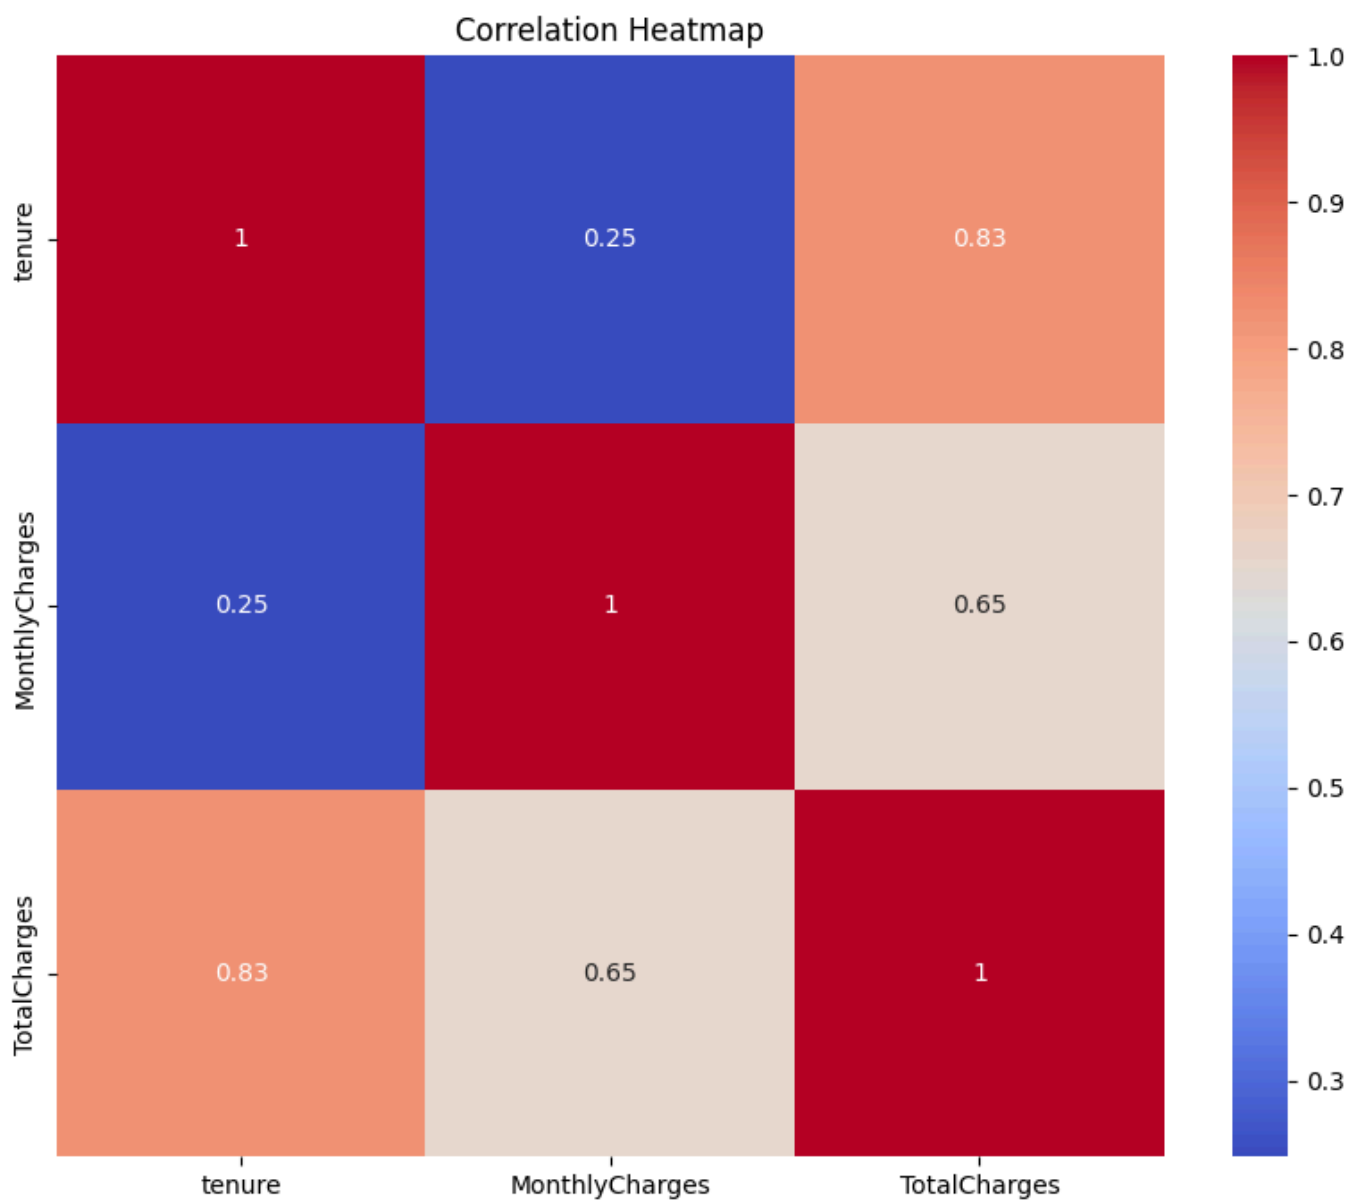 Correlation Heatmap
tenure
1
0.25
0.83
MonthlyCharges
0.25
1
0.65
TotalCharges
0.83
0.65
1
tenure
MonthlyCharges
TotalCharges
1.0
0.9
0.8
0.7
0.6
0.5
0.4
0.3